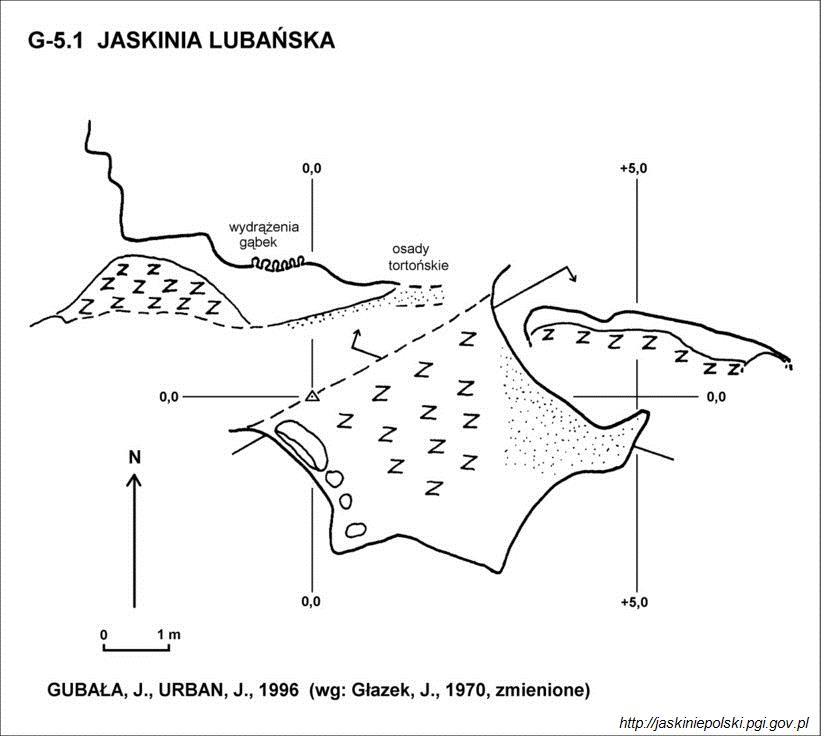 G-5.1 JASKINIA LUBAŃSKA
0,0
+5,0
wydrążenia
gąbek
osady
tortońskie
Z Z
Z Z Z Z
Z Z Z Z
Z
Z Z Z Z
Z
Z Z
Z
Z
Z
Z
0,0
0,0
Z
Z
Z
Z
Z
Z
Z
Z
Z
N
0,0
+5,0
0 1 m
GUBAŁA, J., URBAN, J., 1996 (wg: Głazek, J., 1970, zmienione)
http://jaskiniepolski.pgi.gov.pl